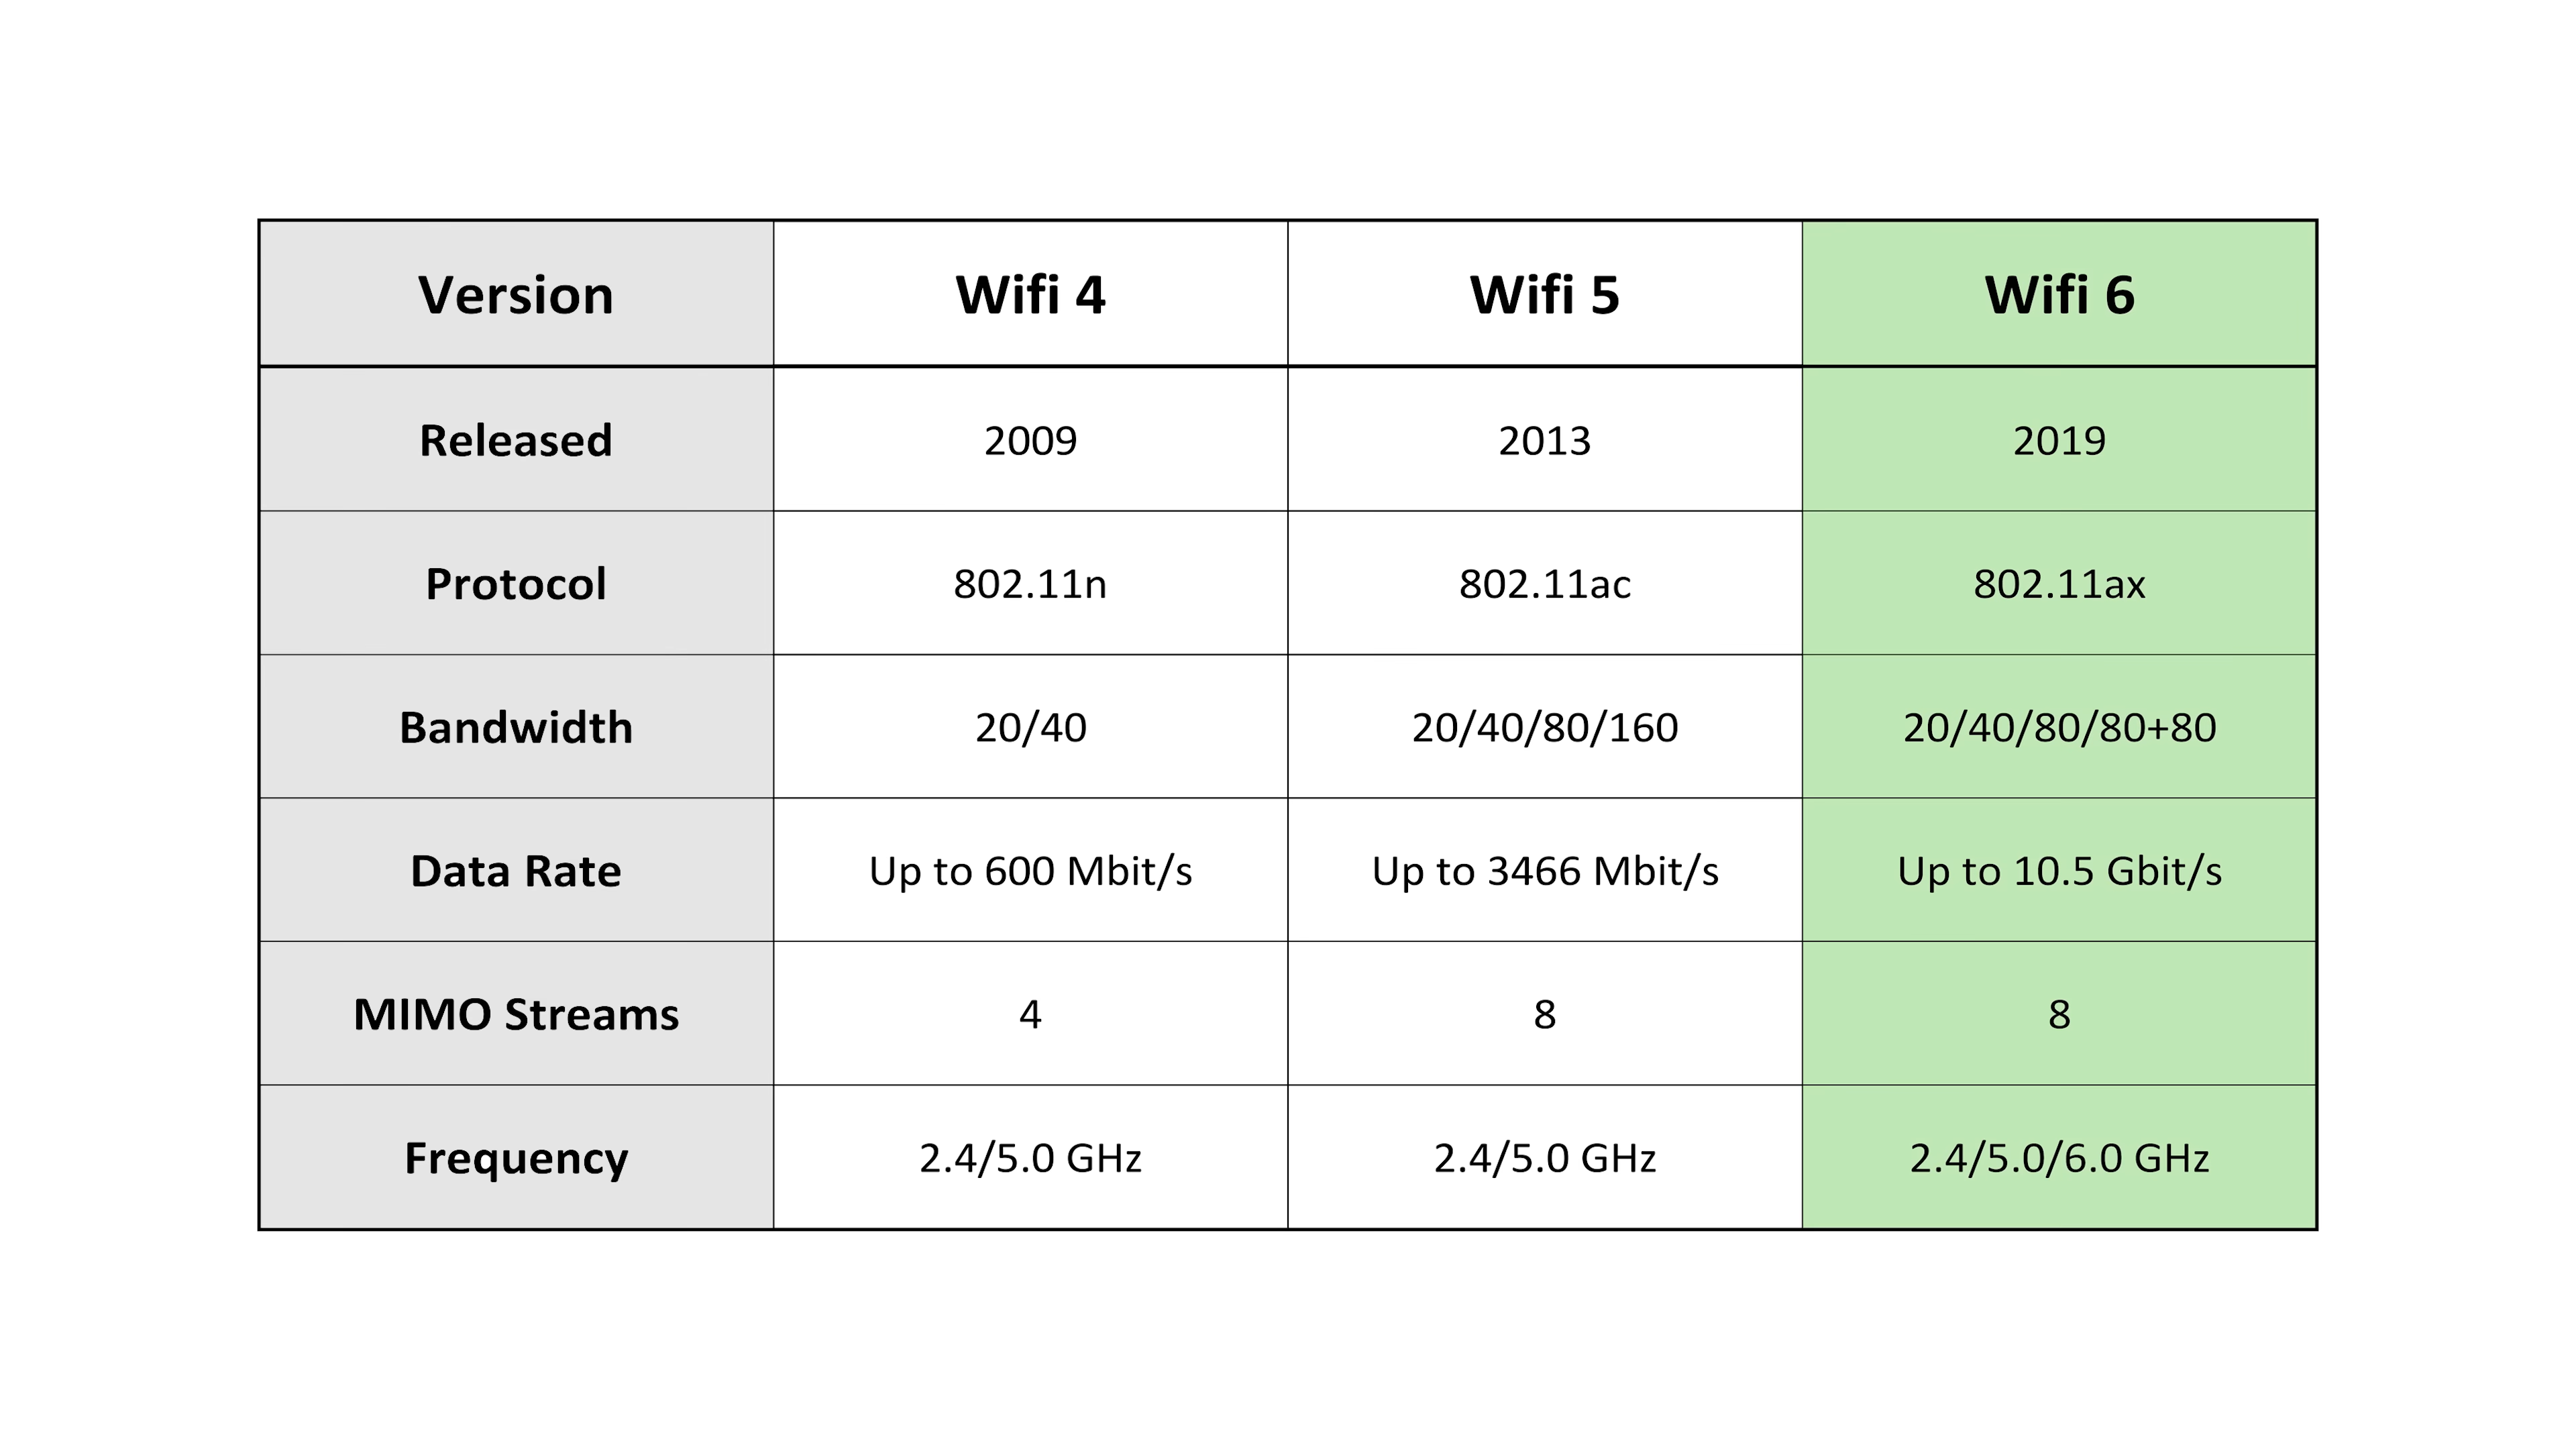 Version Wifi 4 Wifi 5 Wifi 6
Released 2009 2013 2019
Protocol 802.11n 802.11ac 802.11ax
Bandwidth 20/40 20/40/80/160 20/40/80/80+80
Data Rate Up to 600 Mbit/s Up to 3466 Mbit/s Up to 10.5 Gbit/s
MIMO Streams 4 8 8
Frequency 2.4/5.0 GHz 2.4/5.0 GHz 2.4/5.0/6.0 GHz